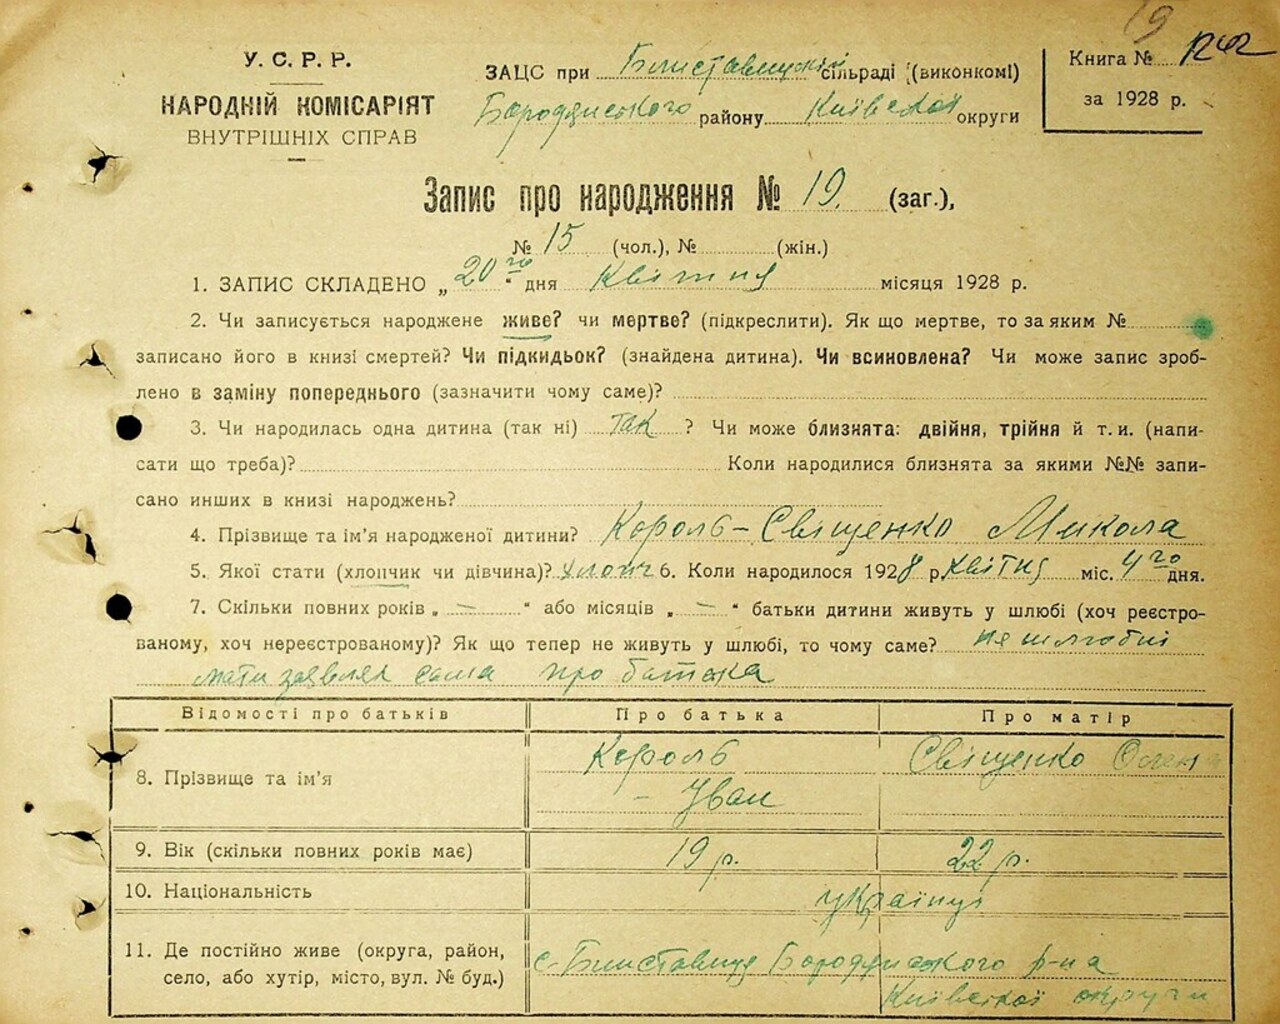 19
У. С. Р. Р.
НАРОДНІЙ КОМІСАРІЯТ
ВНУТРІШНІХ СПРАВ
ЗАЦС при Блиставицькій сільраді (виконкомі)
Бородянського району Київської округи
Книга №
за 1928 р.
Запис про народження № 19. (заг.),
№ 15 (чол.), № (жін.)
1. ЗАПИС СКЛАДЕНО „ 20го “ дня Квітня місяця 1928 р.
2. Чи записується народжене живе? чи мертве? (підкреслити). Як що мертве, то за яким №
записано його в книзі смертей? Чи підкидьок? (знайдена дитина). Чи всиновлена? Чи може запис зроб-
лено в заміну попереднього (зазначити чому саме)?
3. Чи народилась одна дитина (так ні) так ? Чи може близнята: двійня, трійня й т. и. (напи-
сати що треба)? Коли народилися близнята за якими №№ запи-
сано инших в книзі народжень?
4. Прізвище та ім’я народженої дитини? Король-Свіщенко Микола
5. Якої стати (хлопчик чи дівчина)? хлопч 6. Коли народилося 1928 р. Квітня міс. 4го дня.
7. Скільки повних років „ — “ або місяців „ — “ батьки дитини живуть у шлюбі (хоч реєстро-
ваному, хоч нереєстрованому)? Як що тепер не живуть у шлюбі, то чому саме? не шлюбні
мати заявляє сама про батька
Відомості про батьків Про батька Про матір
8. Прізвище та ім’я Король Свіщенко Олена
- Іван
9. Вік (скільки повних років має) 19 р. 22 р.
10. Національність українці
11. Де постійно живе (округа, район, село, або хутір, місто, вул. № буд.) с. Блиставиця Бородянського р-на
Київської округи